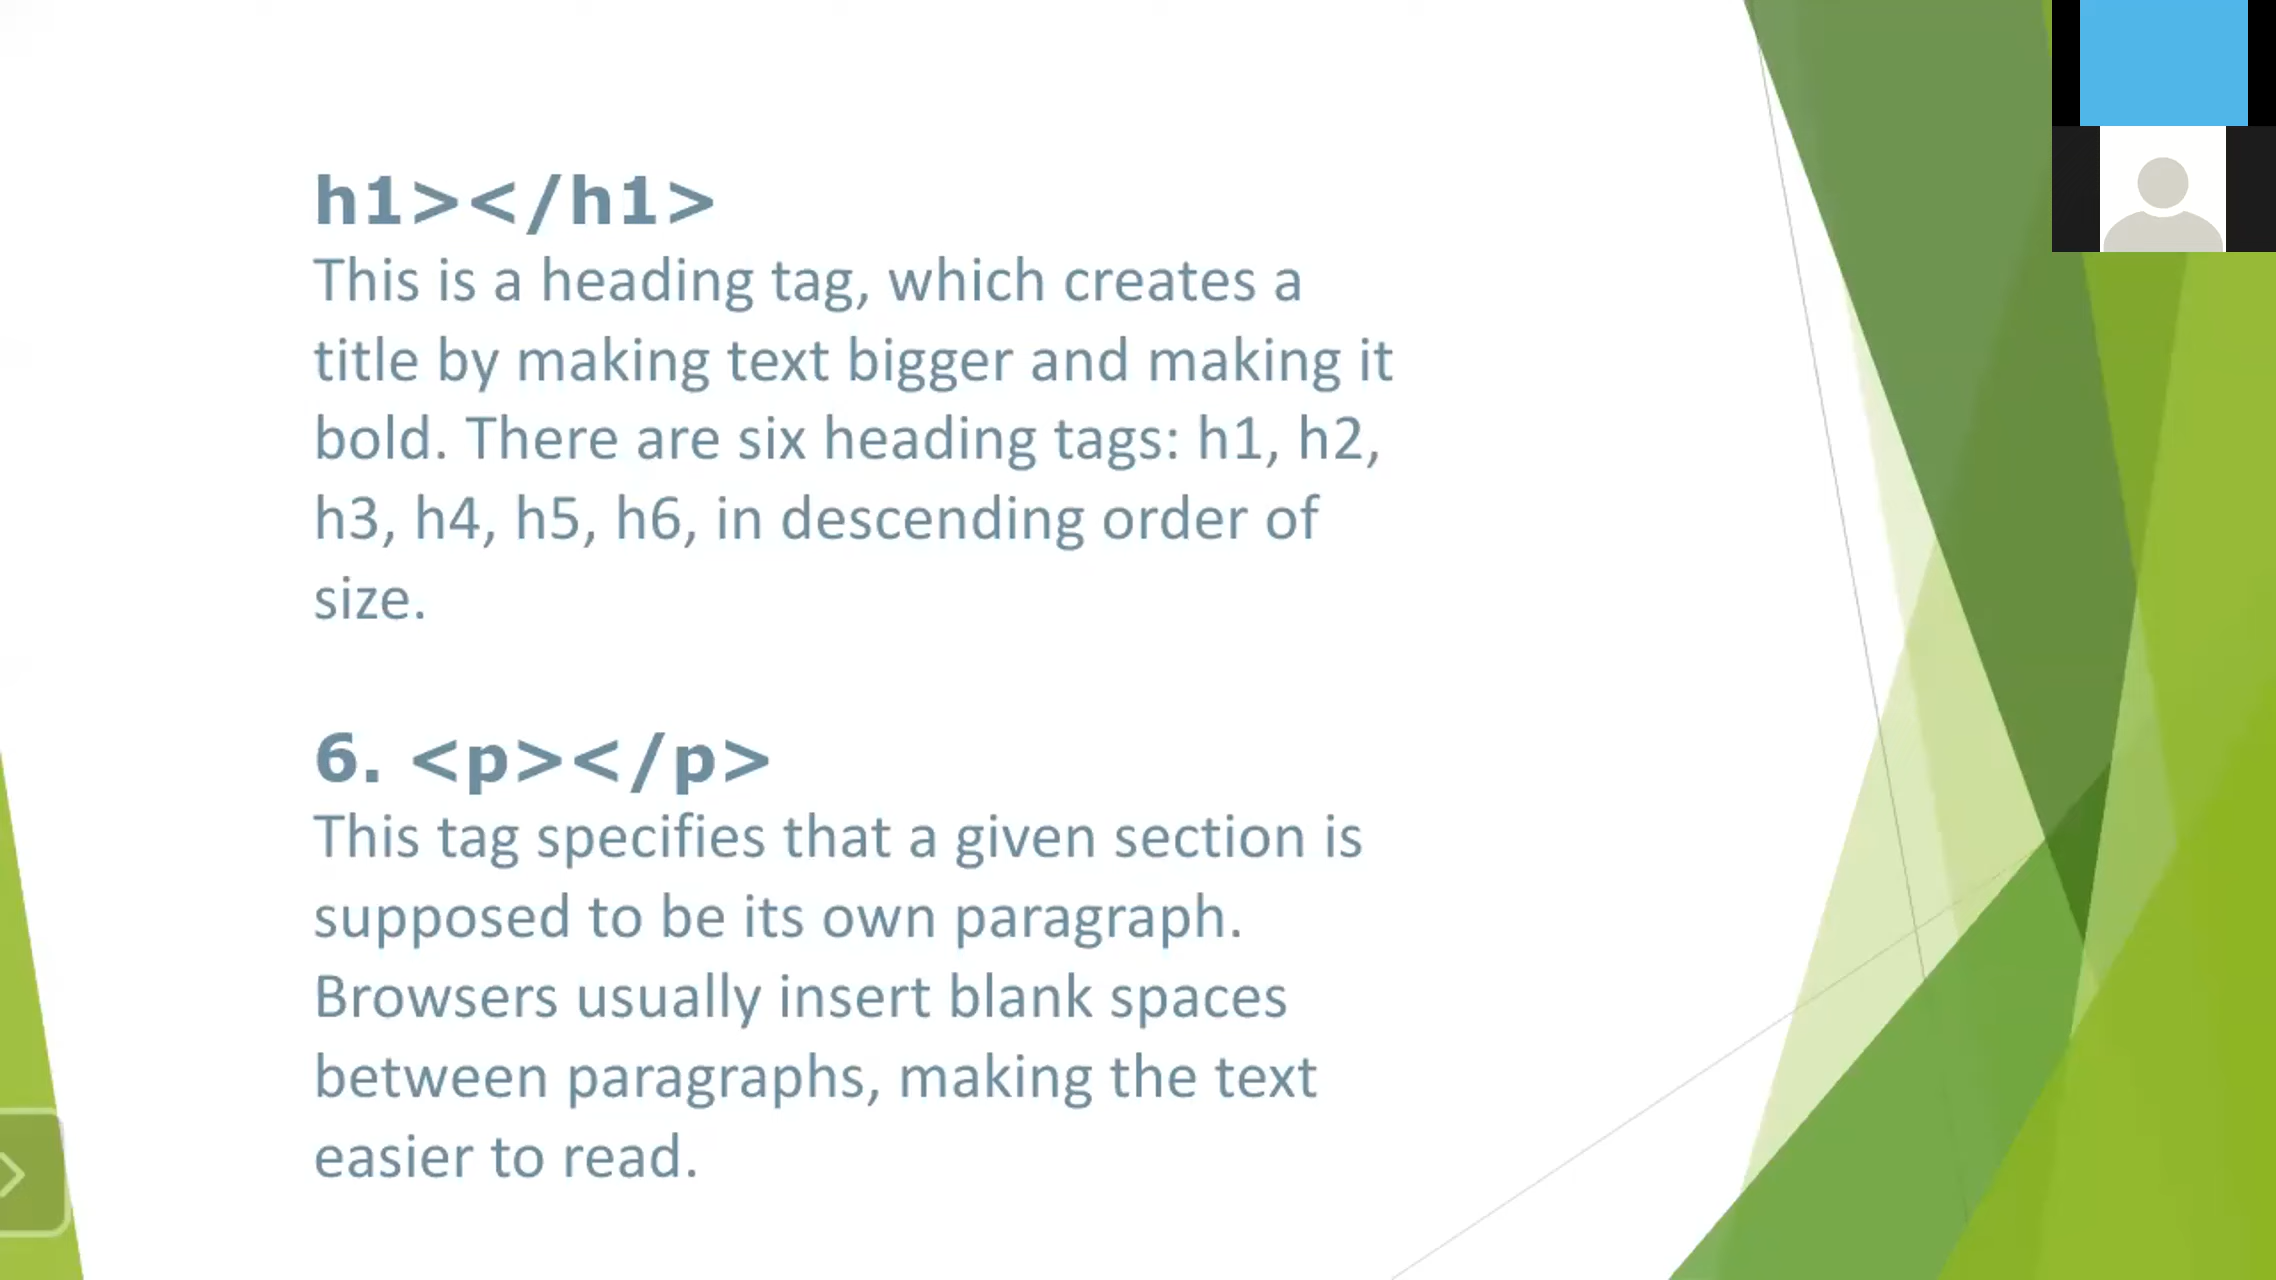 h1></h1>
This is a heading tag, which creates a
title by making text bigger and making it
bold. There are six heading tags: h1, h2,
h3, h4, h5, h6, in descending order of
size.
6. <p></p>
This tag specifies that a given section is
supposed to be its own paragraph.
Browsers usually insert blank spaces
between paragraphs, making the text
easier to read.